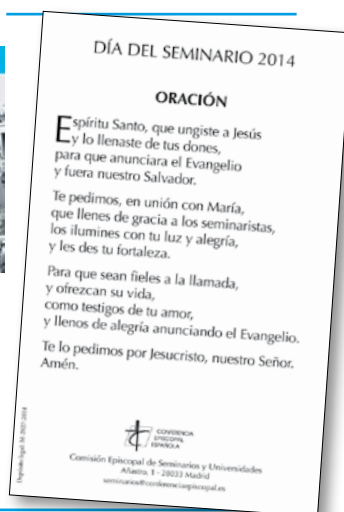 DÍA DEL SEMINARIO 2014
ORACIÓN
Espíritu Santo, que ungiste a Jesús
y lo llenaste de tus dones,
para que anunciara el Evangelio
y fuera nuestro Salvador.
Te pedimos, en unión con María,
que llenes de gracia a los seminaristas,
los ilumines con tu luz y alegría,
y les des tu fortaleza.
Para que sean fieles a la llamada,
y ofrezcan su vida,
como testigos de tu amor,
y llenos de alegría anunciando el Evangelio.
Te lo pedimos por Jesucristo, nuestro Señor.
Amén.
CONFERENCIA
EPISCOPAL
ESPAÑOLA
Comisión Episcopal de Seminarios y Universidades
Añastro, 1 - 28033 Madrid
seminarios@conferenciaepiscopal.es
Depósito legal: